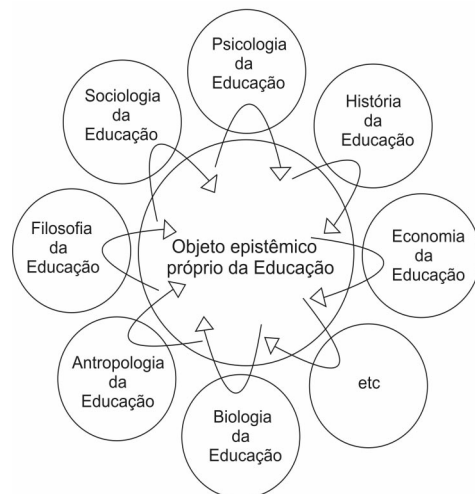 Psicologia
da
Educação
Sociologia
da
Educação
História
da
Educação
Filosofia
da
Educação
Objeto epistêmico
próprio da Educação
Economia
da
Educação
Antropologia
da
Educação
Biologia
da
Educação
etc